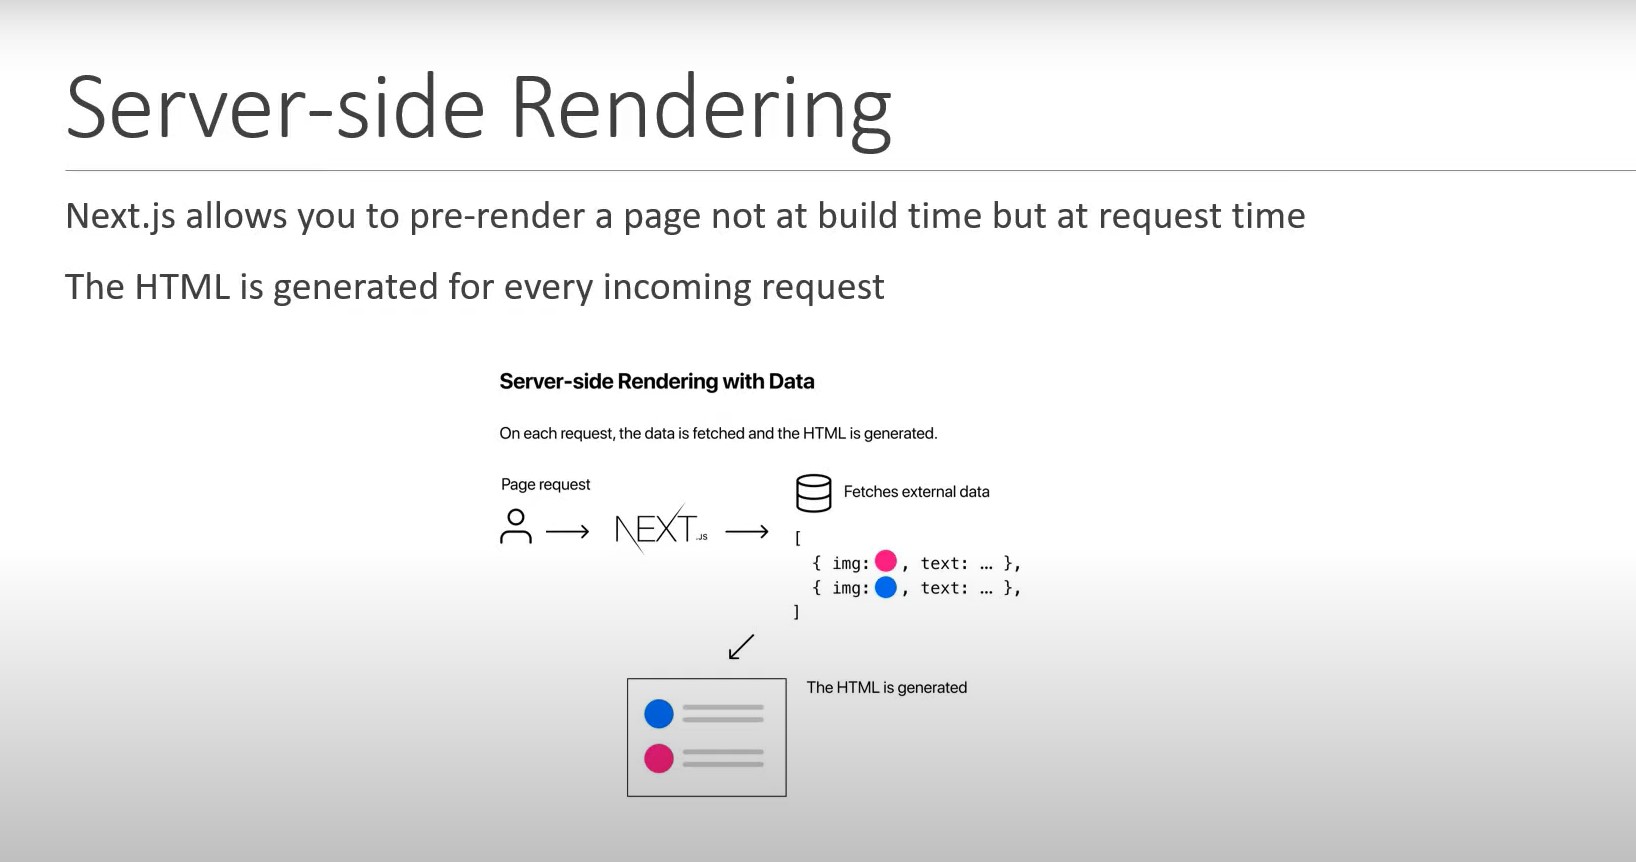 Server-side Rendering
Next.js allows you to pre-render a page not at build time but at request time
The HTML is generated for every incoming request
Server-side Rendering with Data
On each request, the data is fetched and the HTML is generated.
Page request
NEXT.JS
Fetches external data
[
{ img: , text: … },
{ img: , text: … },
]
The HTML is generated